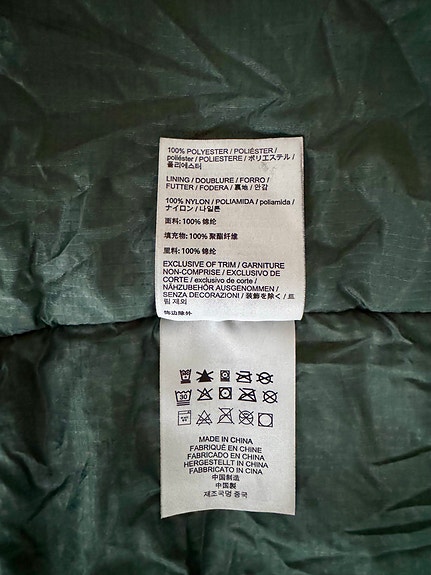 100% POLYESTER / POLIÉSTER /
poliéster / POLIESTERE / ポリエステル /
폴리에스터
LINING / DOUBLURE / FORRO /
FUTTER / FODERA / 裏地 / 안감
100% NYLON / POLIAMIDA / poliamida /
ナイロン / 나일론
面料: 100% 锦纶
填充物: 100% 聚酯纤维
里料: 100% 锦纶
EXCLUSIVE OF TRIM / GARNITURE
NON-COMPRISE / EXCLUSIVO DE
CORTE / exclusivo de corte /
NÄHZUBEHÖR AUSGENOMMEN /
SENZA DECORAZIONI / 装飾を除く / 트
림 제외
饰边除外
30
MADE IN CHINA
FABRIQUÉ EN CHINE
FABRICADO EN CHINA
HERGESTELLT IN CHINA
FABBRICATO IN CINA
中国制造
中国製
제조국명 중국